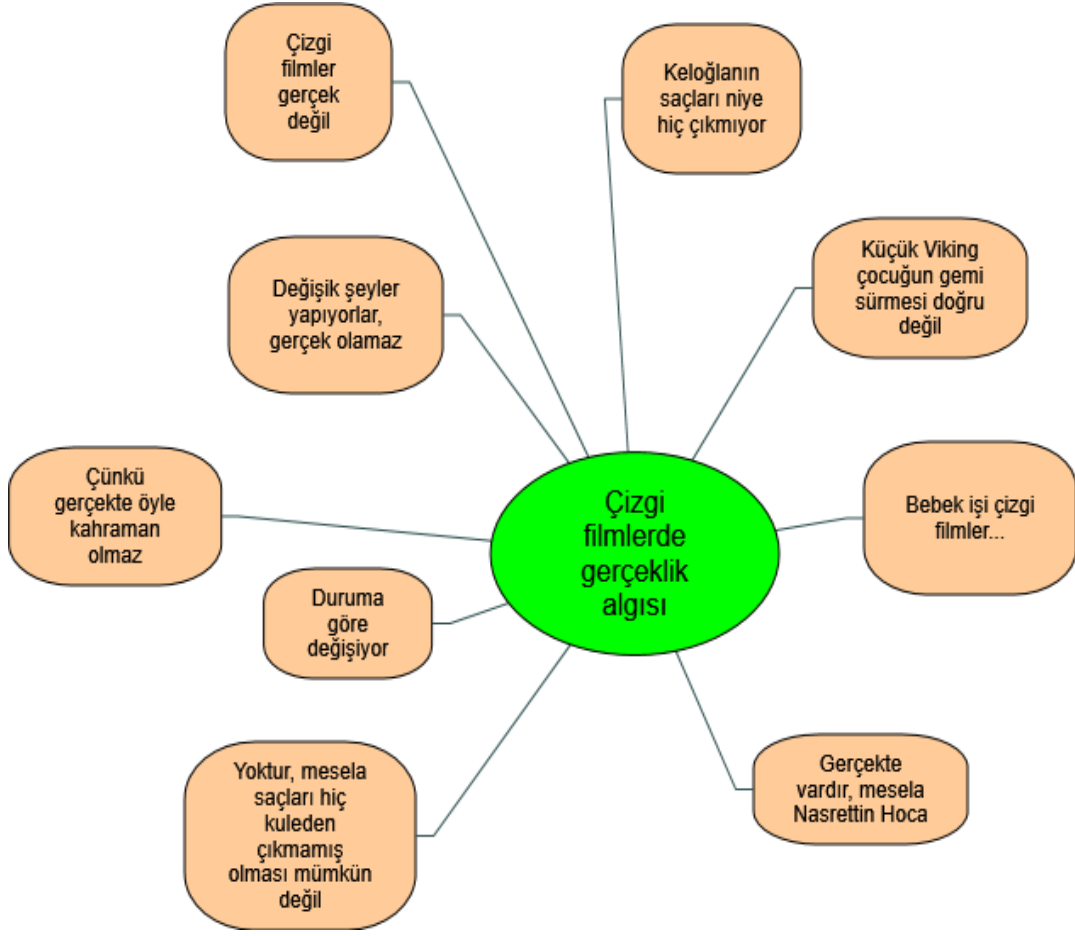 Çizgi
filmler
gerçek
değil
Keloğlanın
saçları niye
hiç çıkmıyor
Değişik şeyler
yapıyorlar,
gerçek olamaz
Küçük Viking
çocuğun gemi
sürmesi doğru
değil
Çünkü
gerçekte öyle
kahraman
olmaz
Çizgi
filmlerde
gerçeklik
algısı
Bebek işi çizgi
filmler...
Duruma
göre
değişiyor
Yoktur, mesela
saçları hiç
kuleden
çıkmamış
olması mümkün
değil
Gerçekte
vardır, mesela
Nasrettin Hoca